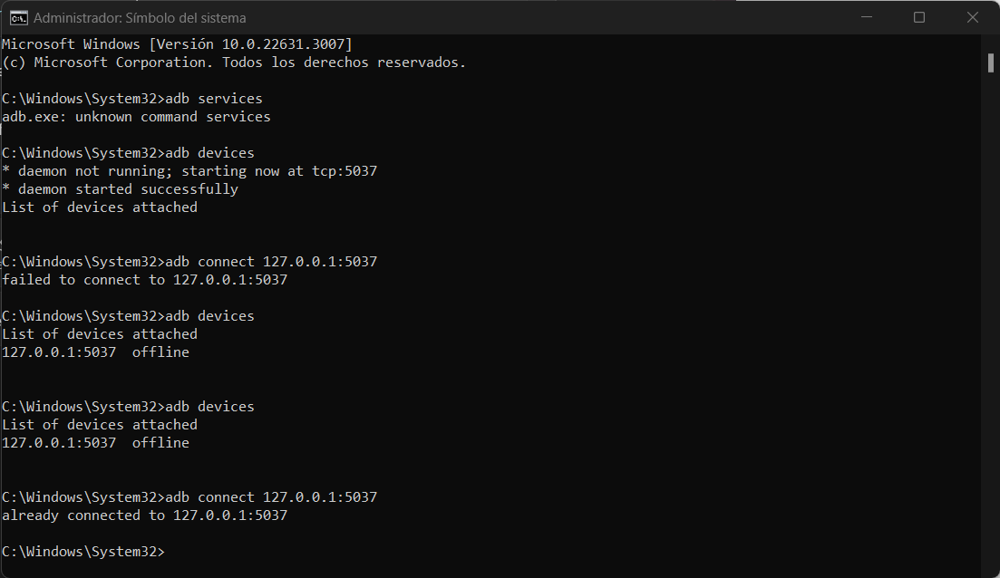 Administrador: Símbolo del sistema
Microsoft Windows [Versión 10.0.22631.3007]
(c) Microsoft Corporation. Todos los derechos reservados.
C:\Windows\System32>adb services
adb.exe: unknown command services
C:\Windows\System32>adb devices
* daemon not running; starting now at tcp:5037
* daemon started successfully
List of devices attached
C:\Windows\System32>adb connect 127.0.0.1:5037
failed to connect to 127.0.0.1:5037
C:\Windows\System32>adb devices
List of devices attached
127.0.0.1:5037  offline
C:\Windows\System32>adb devices
List of devices attached
127.0.0.1:5037  offline
C:\Windows\System32>adb connect 127.0.0.1:5037
already connected to 127.0.0.1:5037
C:\Windows\System32>